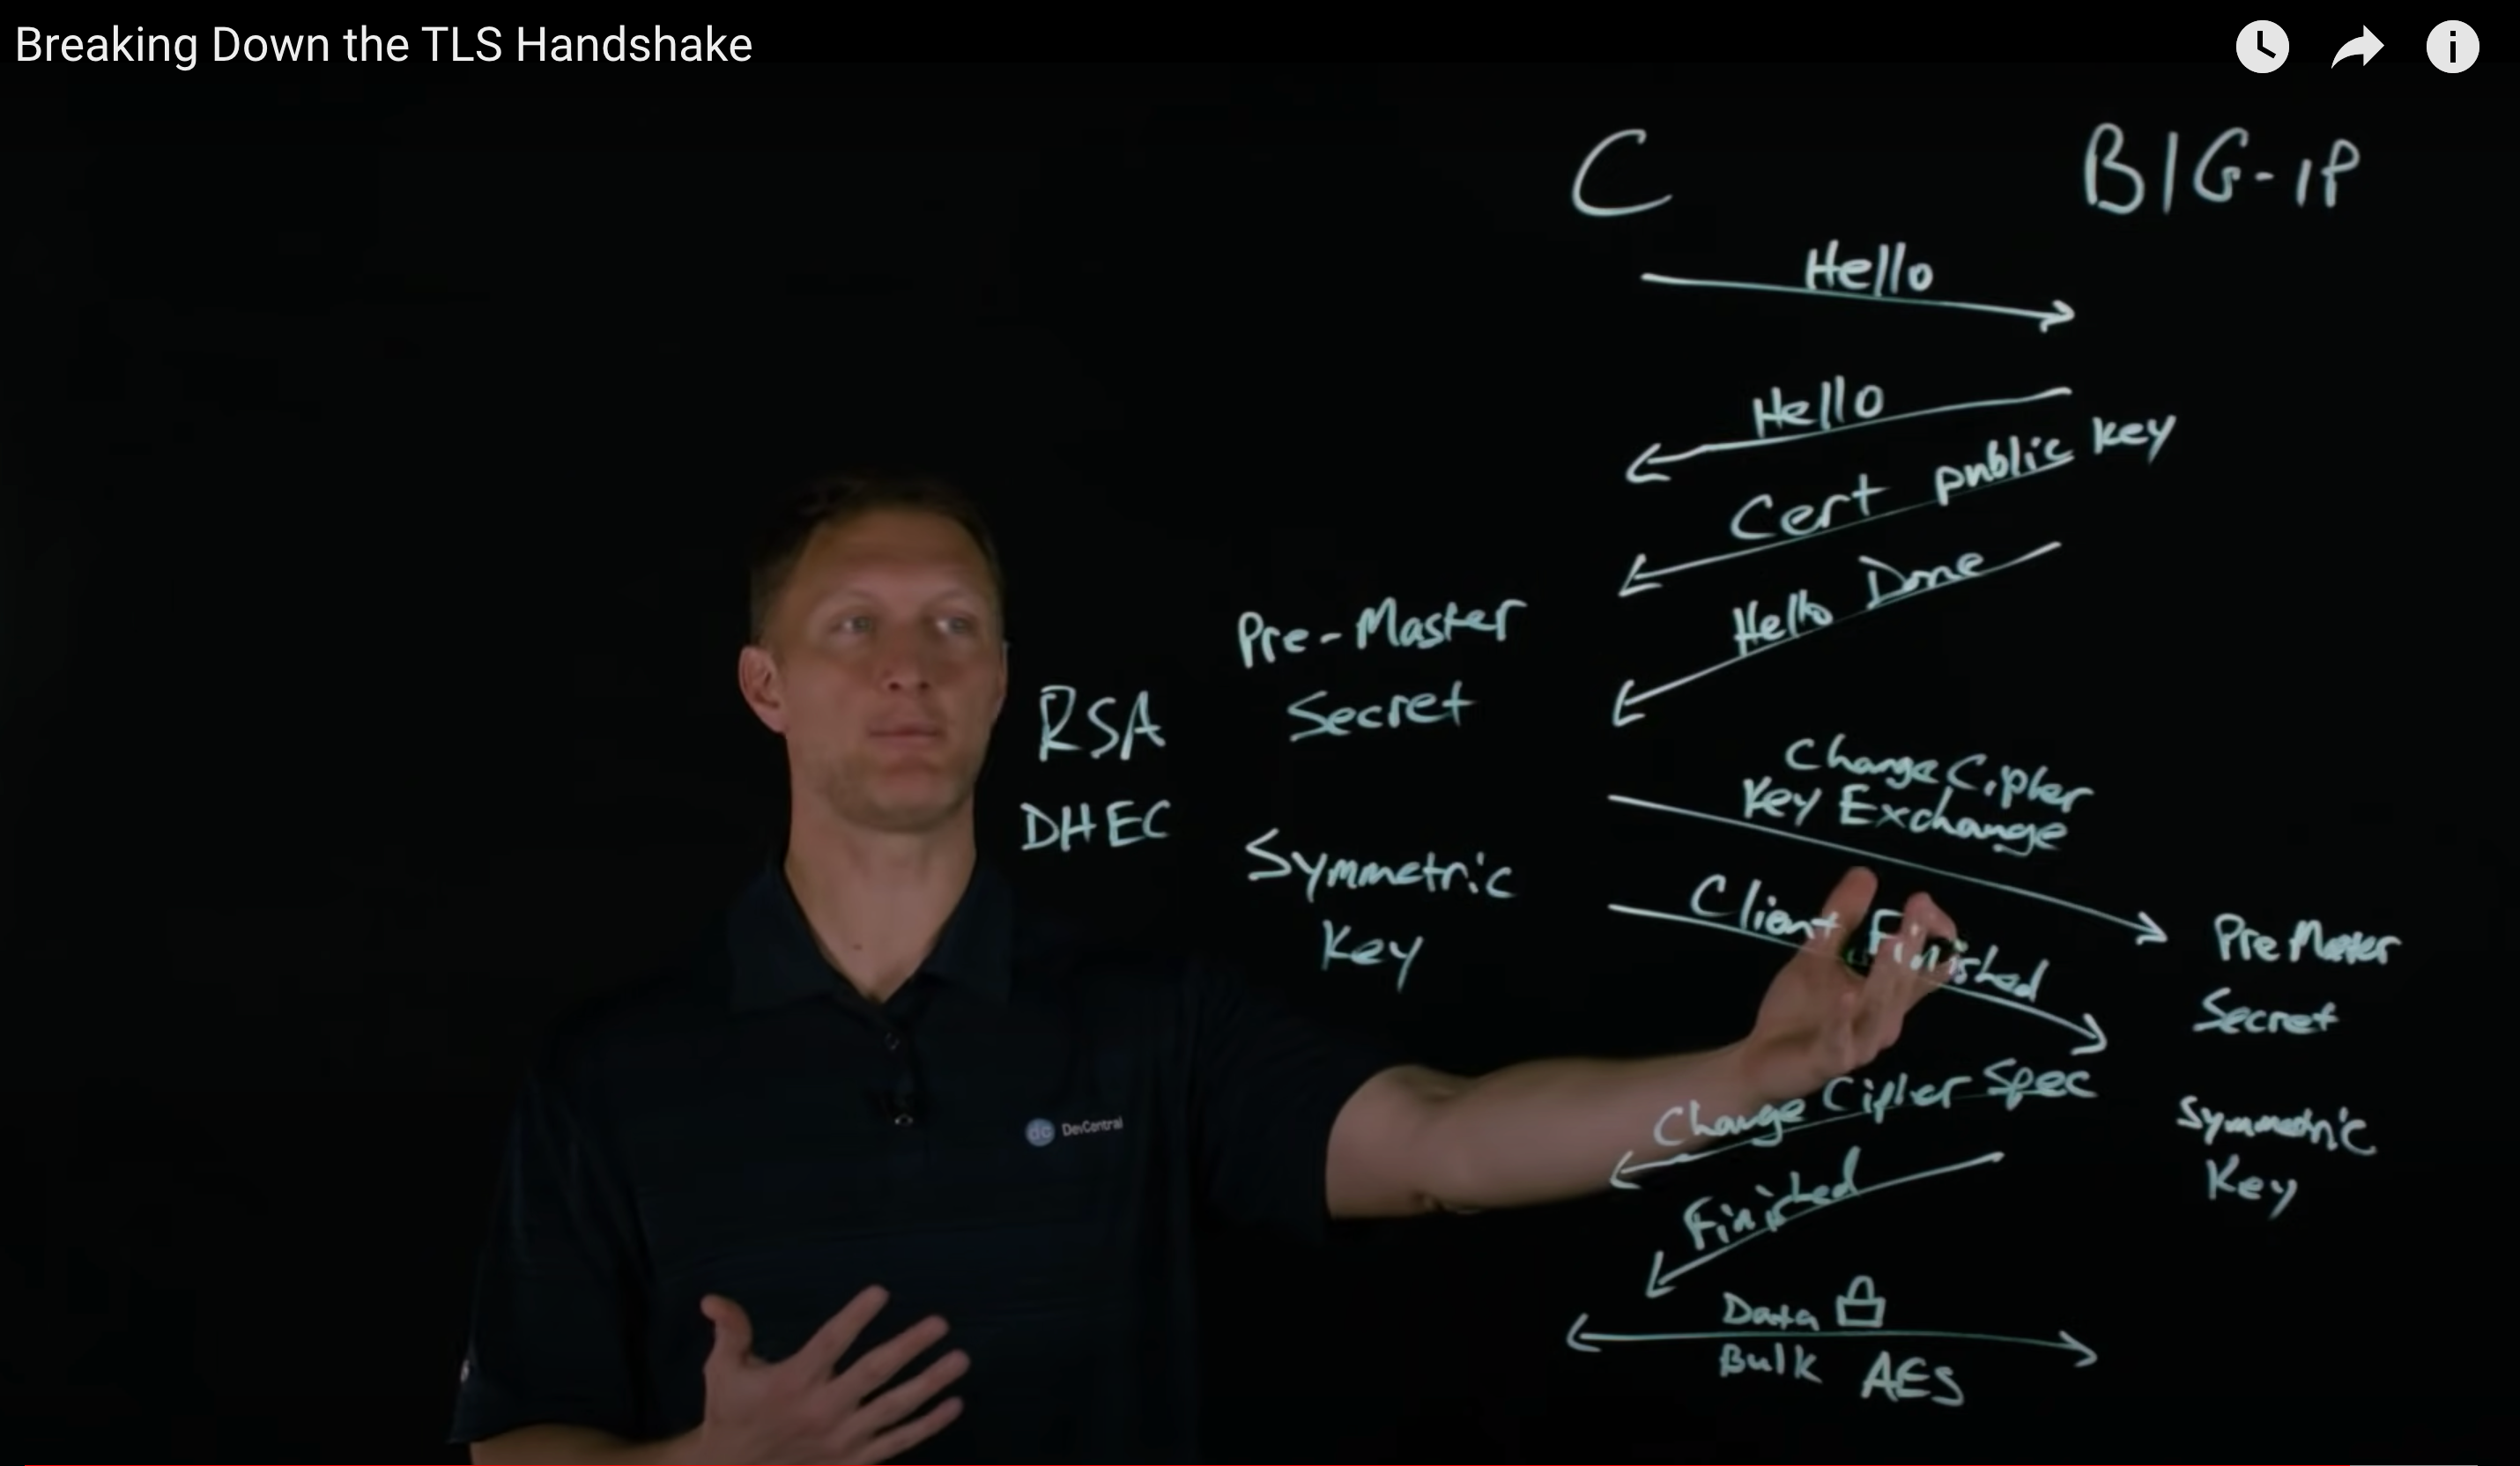 Breaking Down the TLS Handshake
C
BIG-IP
Hello
Hello
Cert public key
Hello Done
Pre-Master
Secret
RSA
DHEC
Symmetric
Key
Change Cipher
Key Exchange
Client Finished
Pre Master
Secret
Symmetric
Key
Change Cipher Spec
Finished
Data
Bulk AES
dc DevCentral